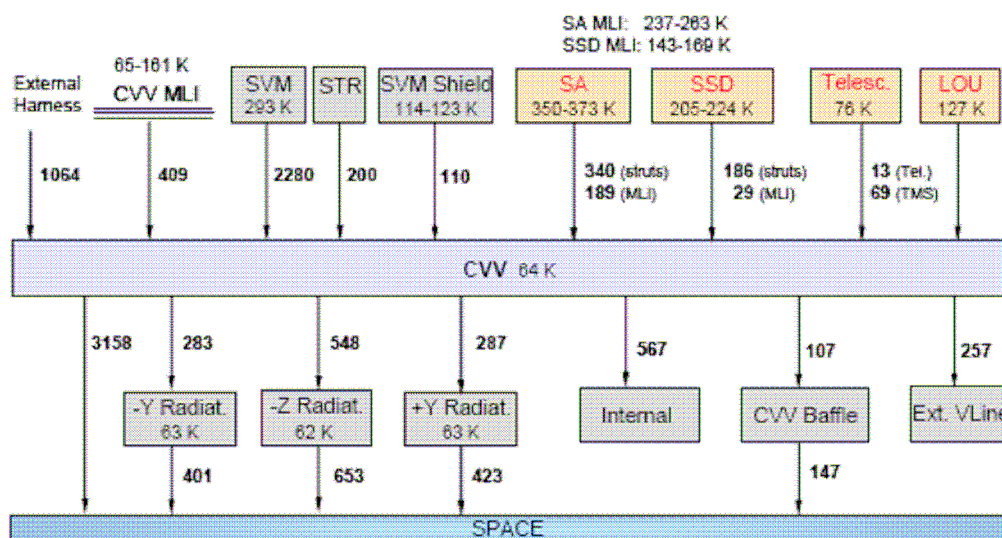 SA MLI: 237-263 K
SSD MLI: 143-169 K
65-161 K
External
Harness
CVV MLI
SVM
293 K
STR
SVM Shield
114-123 K
SA
350-373 K
SSD
205-224 K
Telesc.
76 K
LOU
127 K
1064
409
2280
200
110
340 (struts)
189 (MLI)
186 (struts)
29 (MLI)
13 (Tel.)
69 (TMS)
CVV 64 K
3158
283
548
287
567
107
257
-Y Radiat.
63 K
-Z Radiat.
62 K
+Y Radiat.
63 K
Internal
CVV Baffle
Ext. VLine
401
653
423
147
SPACE